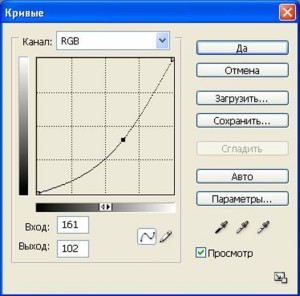 Кривые
Канал: RGB
Да
Отмена
Загрузить...
Сохранить...
Сгладить
Авто
Параметры...
Вход: 161
Выход: 102
Просмотр